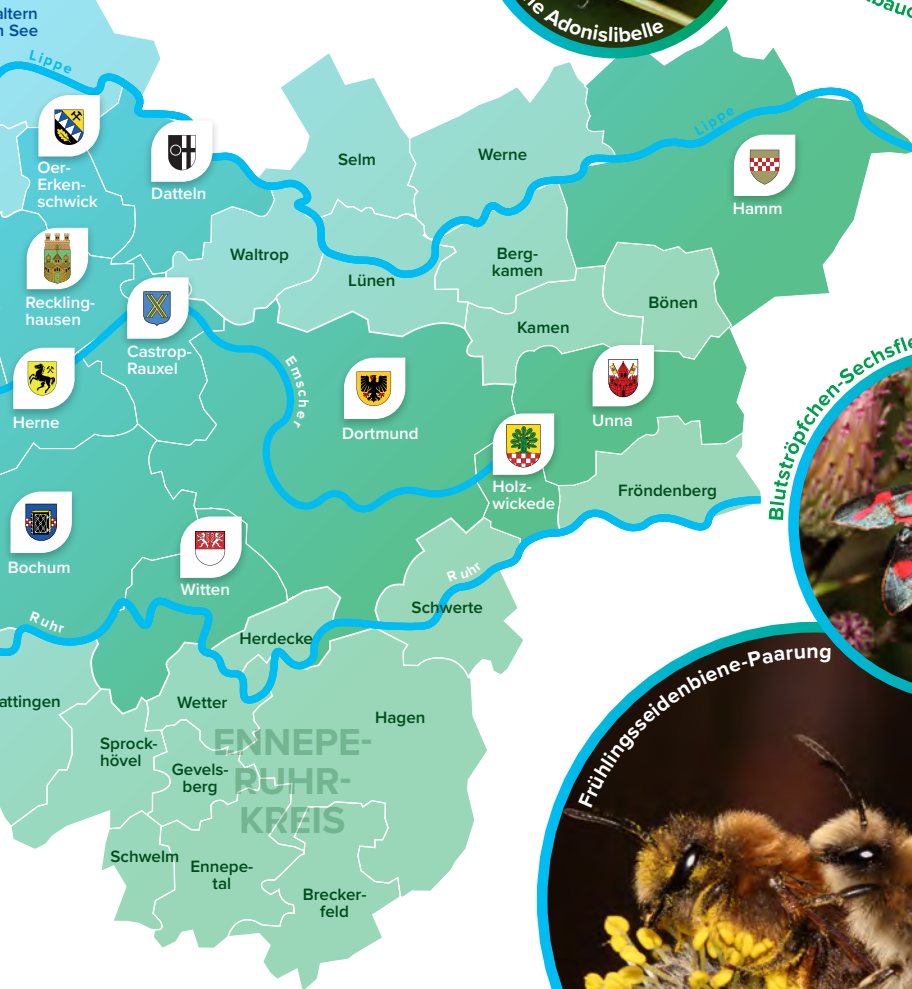 altern
n See
Lippe
ne Adonislibelle
Lippe
Selm
Werne
Oer-
Erken-
schwick
Datteln
Hamm
Waltrop
Berg-
kamen
Lünen
Reckling-
hausen
Bönen
Kamen
Castrop-
Rauxel
Emscher
Herne
Dortmund
Unna
Blutströpfchen-Sechsfle
Holz-
wickede
Fröndenberg
Bochum
Witten
Ruhr
Schwerte
Ruhr
Herdecke
attingen
Wetter
Hagen
Frühlingsseidenbiene-Paarung
Sprock-
hövel
ENNEPE-
RUHR-
KREIS
Gevels-
berg
Schwelm
Ennepe-
tal
Brecker-
feld